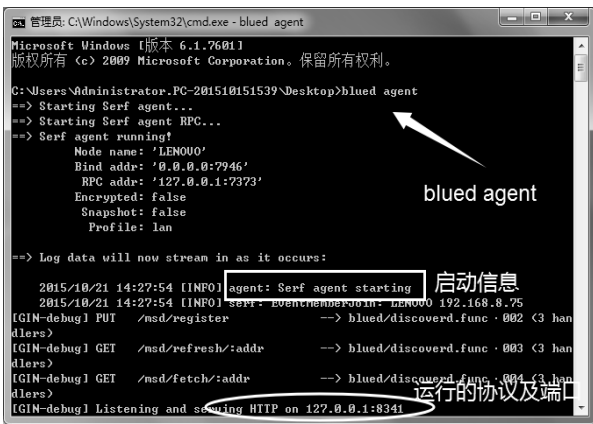 管理员: C:\Windows\System32\cmd.exe - blued agent
Microsoft Windows [版本 6.1.7601]
版权所有 (c) 2009 Microsoft Corporation。保留所有权利。
C:\Users\Administrator.PC-201510151539\Desktop>blued agent
==> Starting Serf agent...
==> Starting Serf agent RPC...
==> Serf agent running!
Node name: 'LENOVO'
Bind addr: '0.0.0.0:7946'
RPC addr: '127.0.0.1:7373'
Encrypted: false
Snapshot: false
Profile: lan
blued agent
==> Log data will now stream in as it occurs:
2015/10/21 14:27:54 [INFO] agent: Serf agent starting
启动信息
2015/10/21 14:27:54 [INFO] serf: EventMemberJoin: LENOVO 192.168.8.75
[GIN-debug] PUT /msd/register --> blued/discoverd.func·002 (3 han
dlers)
[GIN-debug] GET /msd/refresh/:addr --> blued/discoverd.func·003 (3 han
dlers)
[GIN-debug] GET /msd/fetch/:addr --> blued/discoverd.func·004 (3 han
dlers)
运行的协议及端口
[GIN-debug] Listening and serving HTTP on 127.0.0.1:8341